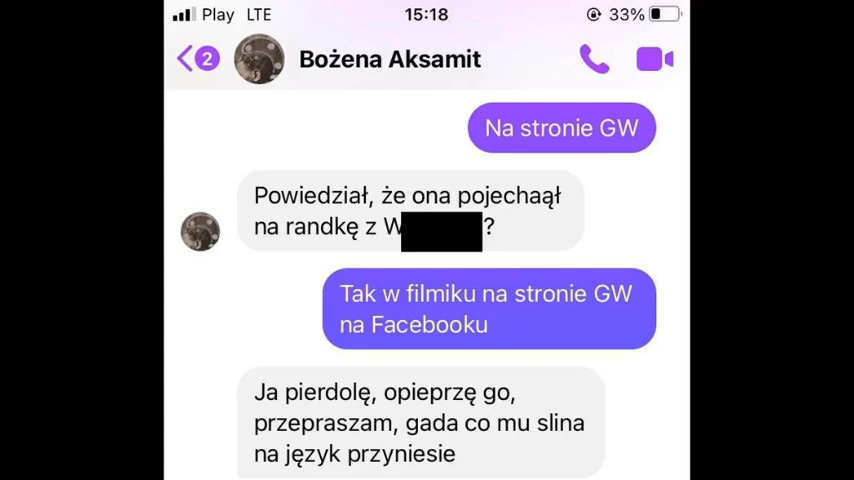 Play LTE 15:18 33%
2 Bożena Aksamit
Na stronie GW
Powiedział, że ona pojechaął
na randkę z W ?
Tak w filmiku na stronie GW
na Facebooku
Ja pierdolę, opieprzę go,
przepraszam, gada co mu slina
na język przyniesie